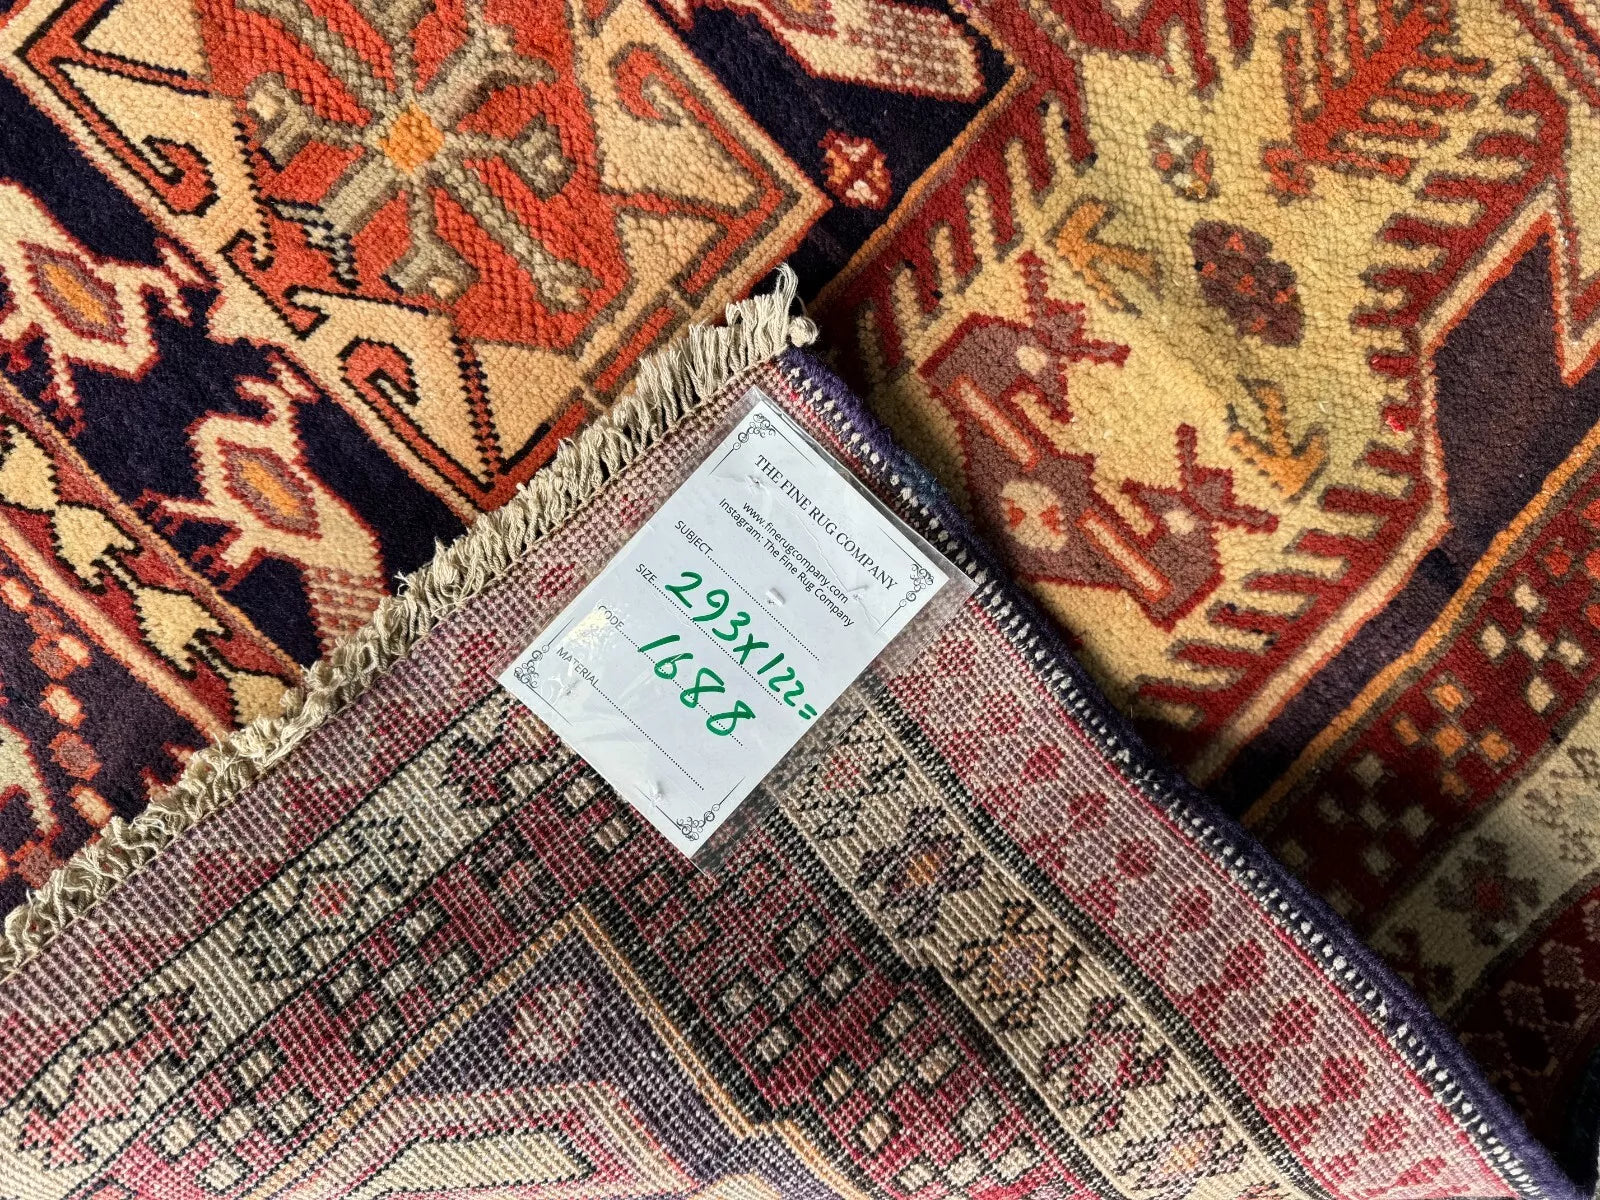 THE FINE RUG COMPANY
www.finerugcompany.com
Instagram: The Fine Rug Company
SUBJECT
SIZE 293x122=
CODE 1688
MATERIAL